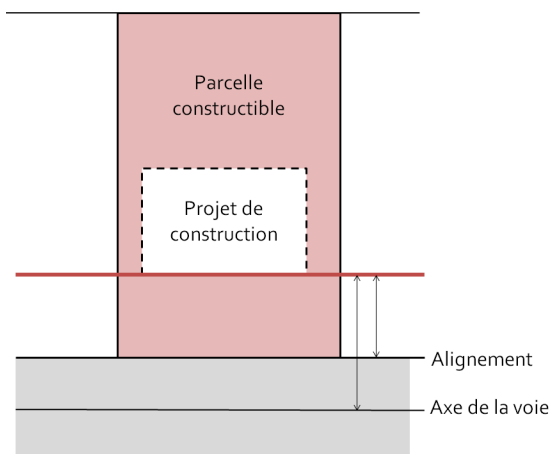 Parcelle
constructible
Projet de
construction
Alignement
Axe de la voie